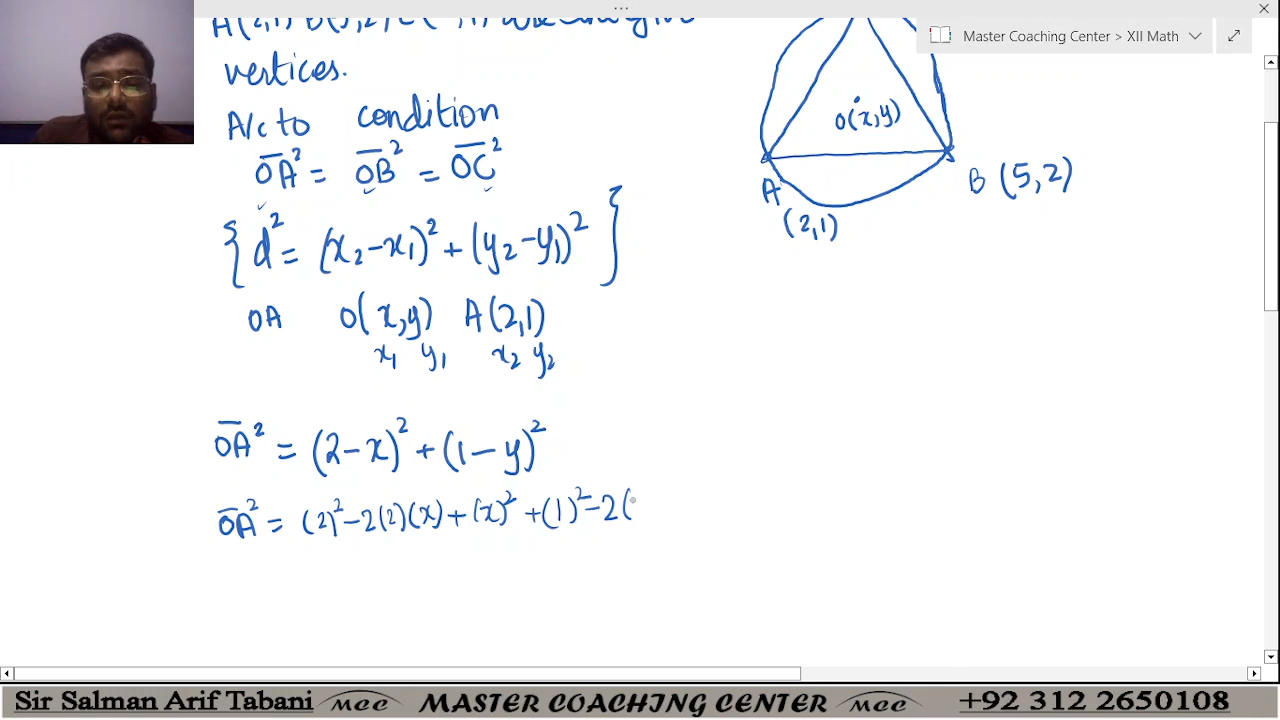 Master Coaching Center > XII Math
vertices.
A/c to condition
OA² = OB² = OC²
{ d² = (x₂-x₁)² + (y₂-y₁)² }
OA O(x,y) A(2,1)
x₁ y₁ x₂ y₂
OA² = (2-x)² + (1-y)²
OA² = (2)² - 2(2)(x) + (x)² + (1)² - 2(
O(x,y)
A
(2,1)
B (5,2)
Sir Salman Arif Tabani mcc MASTER COACHING CENTER mcc +92 312 2650108